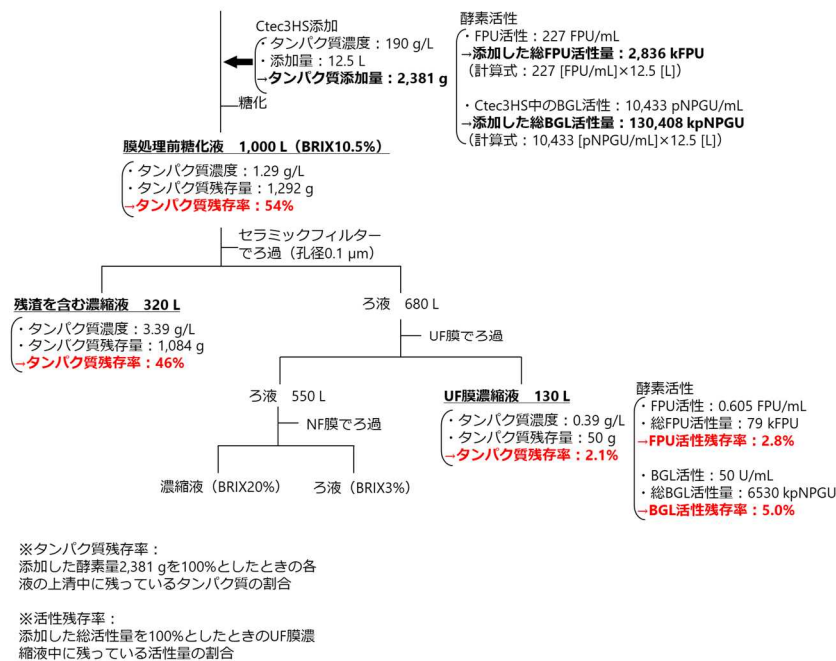 Ctec3HS添加
・タンパク質濃度：190 g/L
・添加量：12.5 L
→タンパク質添加量：2,381 g
酵素活性
・FPU活性：227 FPU/mL
→添加した総FPU活性量：2,836 kFPU
（計算式：227 [FPU/mL]×12.5 [L]）
・Ctec3HS中のBGL活性：10,433 pNPGU/mL
→添加した総BGL活性量：130,408 kpNPGU
（計算式：10,433 [pNPGU/mL]×12.5 [L]）
糖化
膜処理前糖化液　1,000 L（BRIX10.5%）
・タンパク質濃度：1.29 g/L
・タンパク質残存量：1,292 g
→タンパク質残存率：54%
セラミックフィルター
でろ過（孔径0.1 μm）
残渣を含む濃縮液　320 L
・タンパク質濃度：3.39 g/L
・タンパク質残存量：1,084 g
→タンパク質残存率：46%
ろ液　680 L
UF膜でろ過
ろ液　550 L
NF膜でろ過
濃縮液（BRIX20%）
ろ液（BRIX3%）
UF膜濃縮液　130 L
・タンパク質濃度：0.39 g/L
・タンパク質残存量：50 g
→タンパク質残存率：2.1%
酵素活性
・FPU活性：0.605 FPU/mL
・総FPU活性量：79 kFPU
→FPU活性残存率：2.8%
・BGL活性：50 U/mL
・総BGL活性量：6530 kpNPGU
→BGL活性残存率：5.0%
※タンパク質残存率：
添加した酵素量2,381 gを100%としたときの各
液の上清中に残っているタンパク質の割合
※活性残存率：
添加した総活性量を100%としたときのUF膜濃
縮液中に残っている活性量の割合